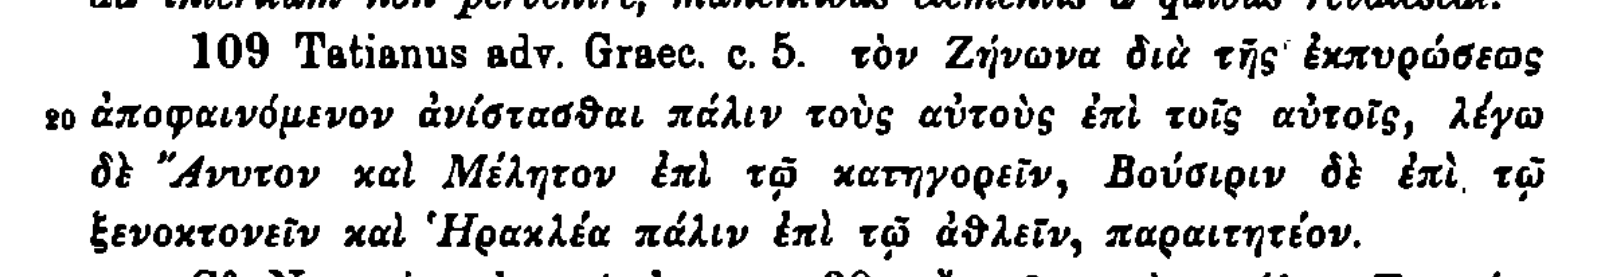 109 Tatianus adv. Graec. c. 5. τὸν Ζήνωνα διὰ τῆς ἐκπυρώσεως
20 ἀποφαινόμενον ἀνίστασθαι πάλιν τοὺς αὐτοὺς ἐπὶ τοῖς αὐτοῖς, λέγω
δὲ Ἄνυτον καὶ Μέλητον ἐπὶ τῷ κατηγορεῖν, Βούσιριν δὲ ἐπὶ τῷ
ξενοκτονεῖν καὶ Ἡρακλέα πάλιν ἐπὶ τῷ ἀθλεῖν, παραιτητέον.